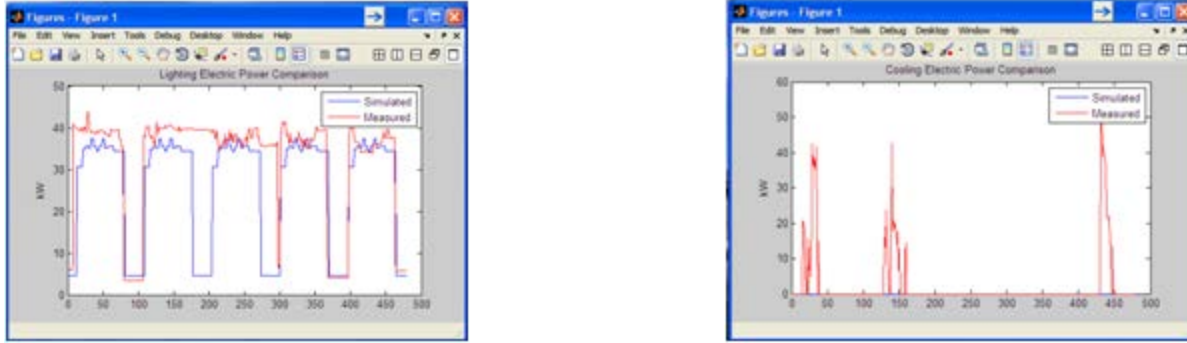 Figures - Figure 1
File Edit View Insert Tools Debug Desktop Window Help
Lighting Electric Power Comparison
Simulated
Measured
kW
50
40
30
20
10
0
0 50 100 150 200 250 300 350 400 450 500
Figures - Figure 1
File Edit View Insert Tools Debug Desktop Window Help
Cooling Electric Power Comparison
Simulated
Measured
kW
60
50
40
30
20
10
0
0 50 100 150 200 250 300 350 400 450 500